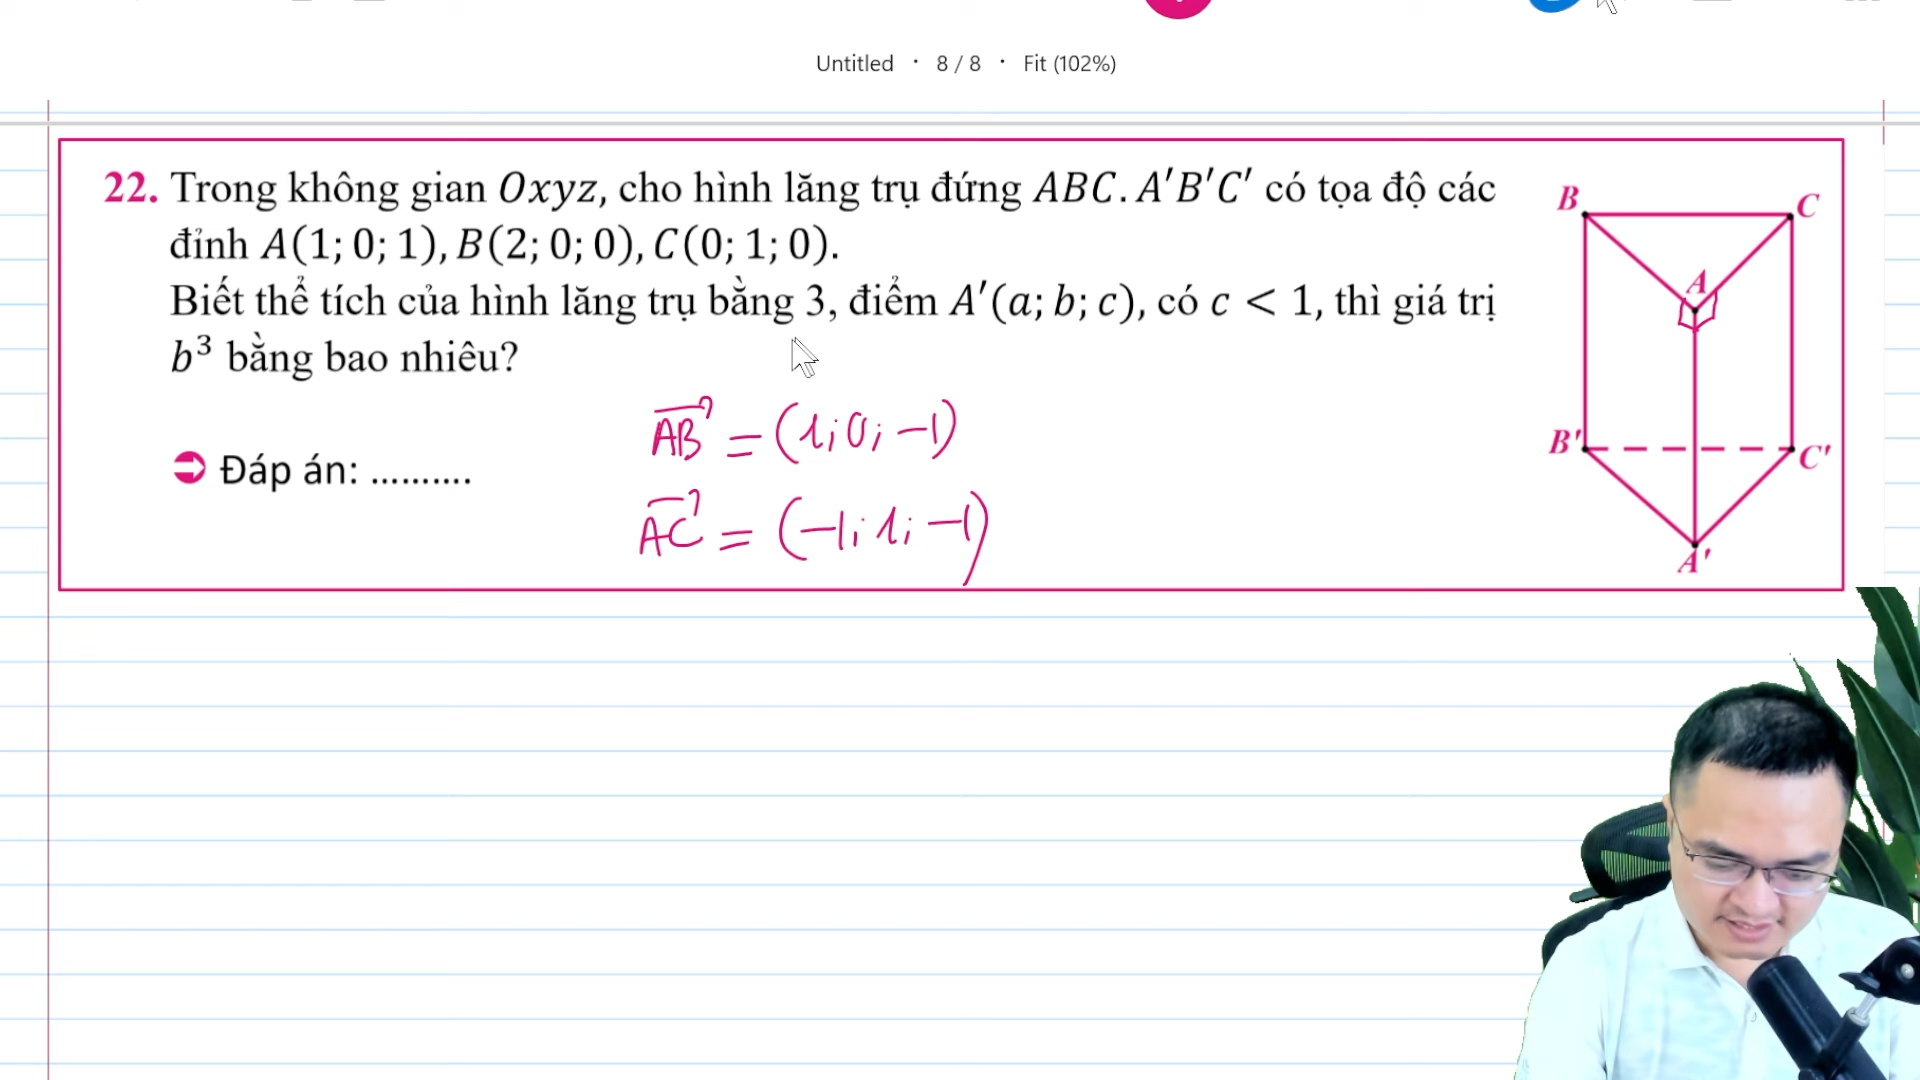 Untitled · 8 / 8 · Fit (102%)
22. Trong không gian Oxyz, cho hình lăng trụ đứng ABC.A'B'C' có tọa độ các
đỉnh A(1; 0; 1), B(2; 0; 0), C(0; 1; 0).
Biết thể tích của hình lăng trụ bằng 3, điểm A'(a; b; c), có c < 1, thì giá trị
b³ bằng bao nhiêu?
Đáp án: ..........
AB⃗ = (1; 0; −1)
AC⃗ = (−1; 1; −1)
B
C
A
B'
C'
A'